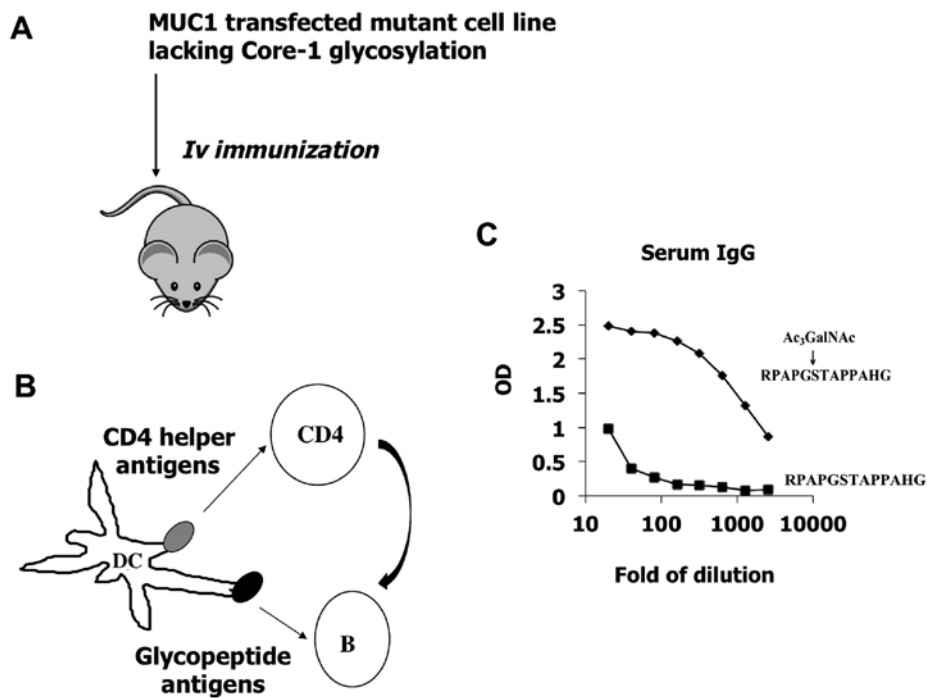 A
MUC1 transfected mutant cell line
lacking Core-1 glycosylation
Iv immunization
B
CD4 helper
antigens
CD4
DC
B
Glycopeptide
antigens
C
Serum IgG
OD
3
2.5
2
1.5
1
0.5
0
10
100
1000
10000
Fold of dilution
Ac₃GalNAc
RPAPGSTAPPAHG
RPAPGSTAPPAHG